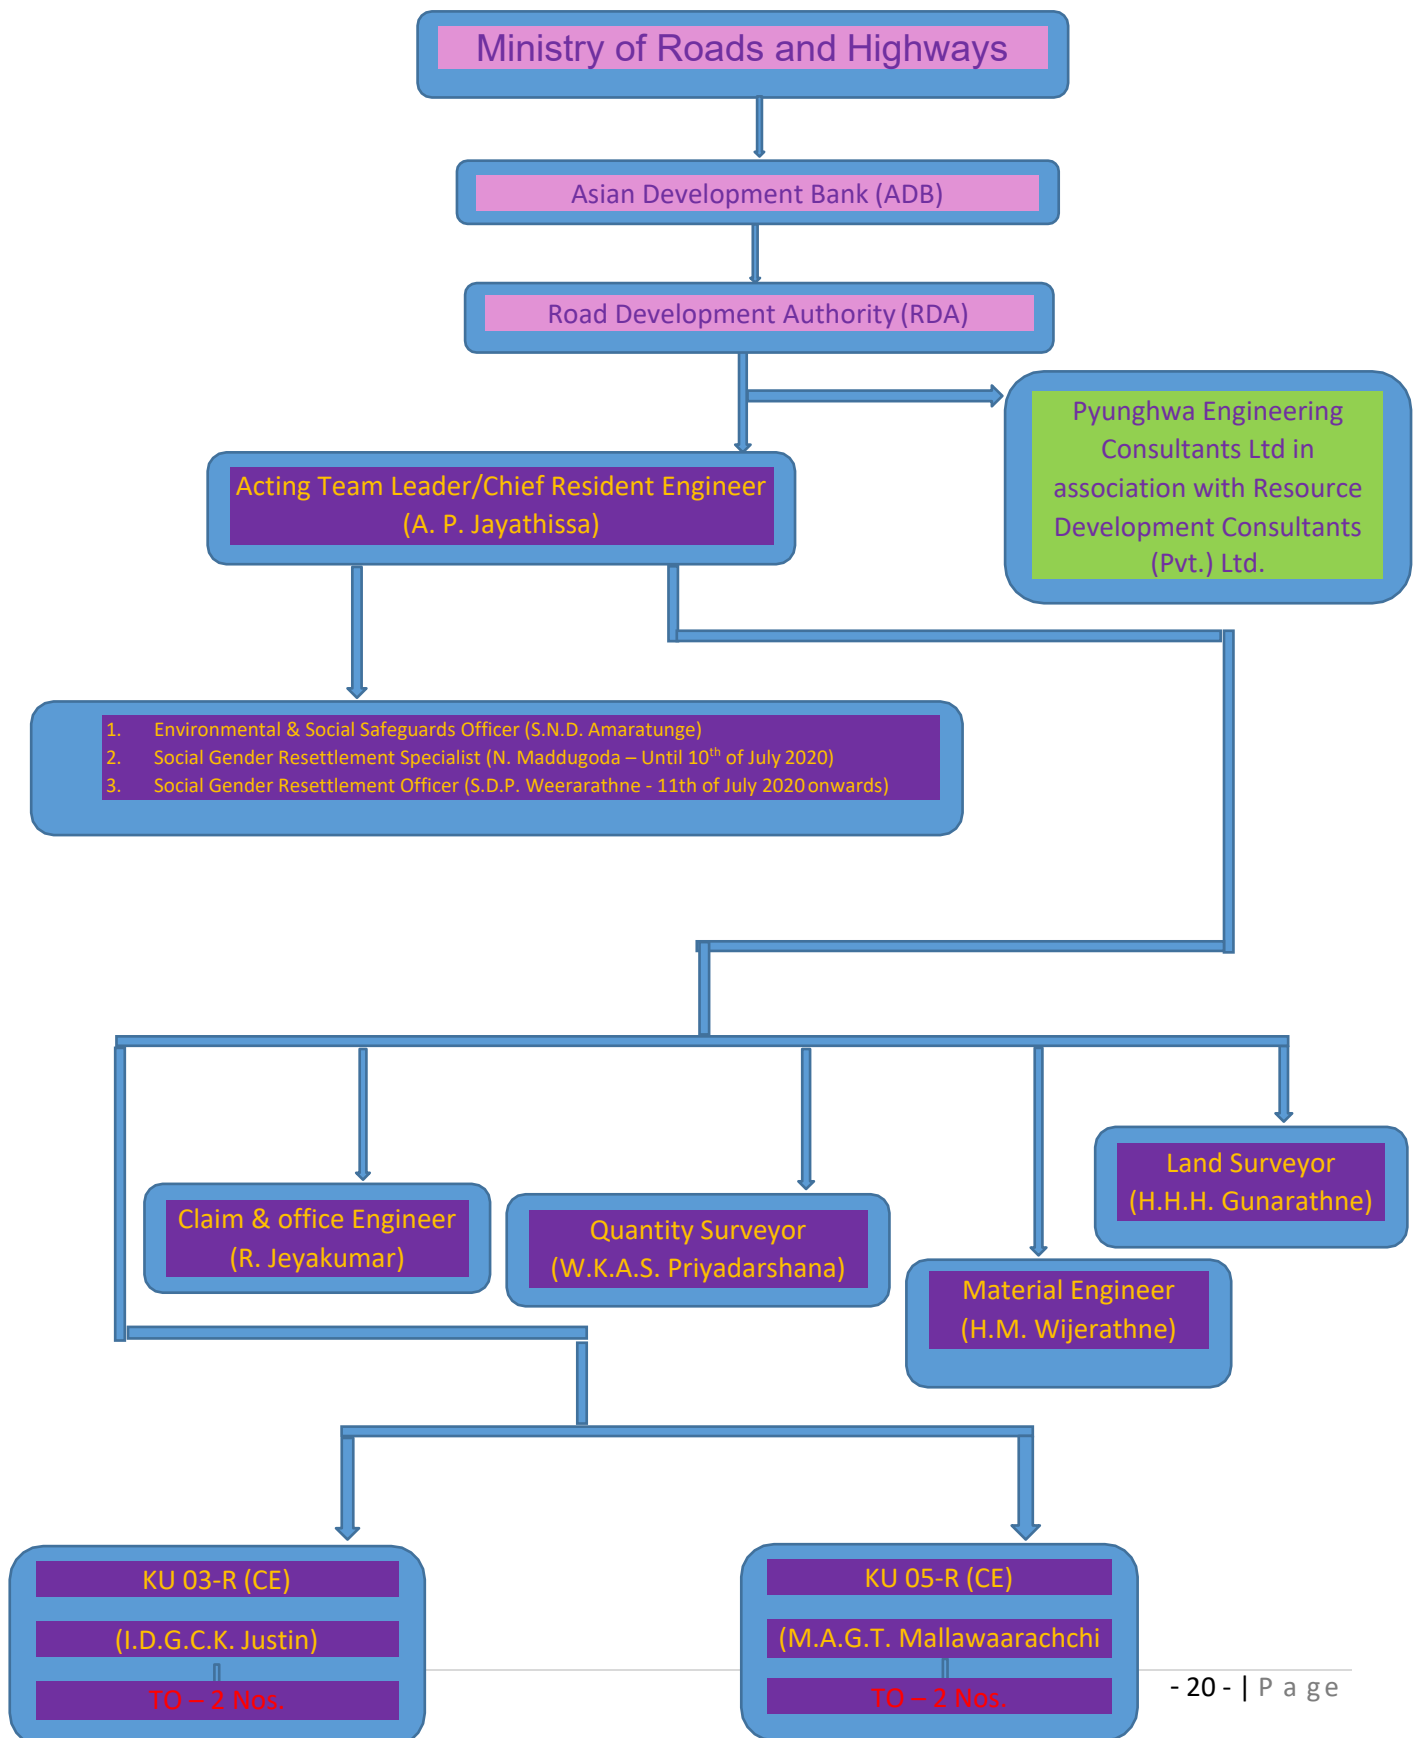 Ministry of Roads and Highways
Asian Development Bank (ADB)
Road Development Authority (RDA)
Pyunghwa Engineering
Consultants Ltd in
association with Resource
Development Consultants
(Pvt.) Ltd.
Acting Team Leader/Chief Resident Engineer
(A. P. Jayathissa)
1. Environmental & Social Safeguards Officer (S.N.D. Amaratunge)
2. Social Gender Resettlement Specialist (N. Maddugoda – Until 10th of July 2020)
3. Social Gender Resettlement Officer (S.D.P. Weerarathne - 11th of July 2020 onwards)
Claim & office Engineer
(R. Jeyakumar)
Quantity Surveyor
(W.K.A.S. Priyadarshana)
Material Engineer
(H.M. Wijerathne)
Land Surveyor
(H.H.H. Gunarathne)
KU 03-R (CE)
(I.D.G.C.K. Justin)
TO – 2 Nos.
KU 05-R (CE)
(M.A.G.T. Mallawaarachchi
TO – 2 Nos.
- 20 - | P a g e